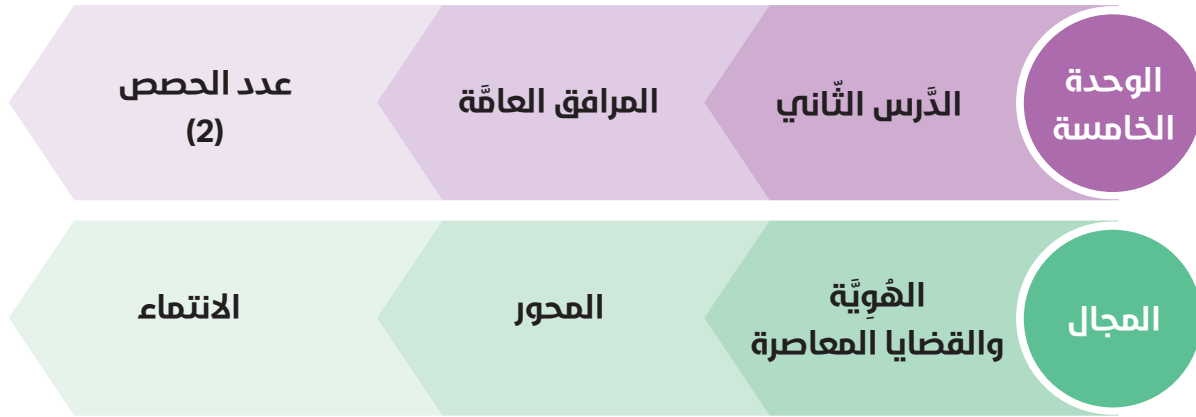 الوحدة
الخامسة
الدَّرس الثّاني
المرافق العامَّة
عدد الحصص
(2)
المجال
الهُوِيَّة
والقضايا المعاصرة
المحور
الانتماء